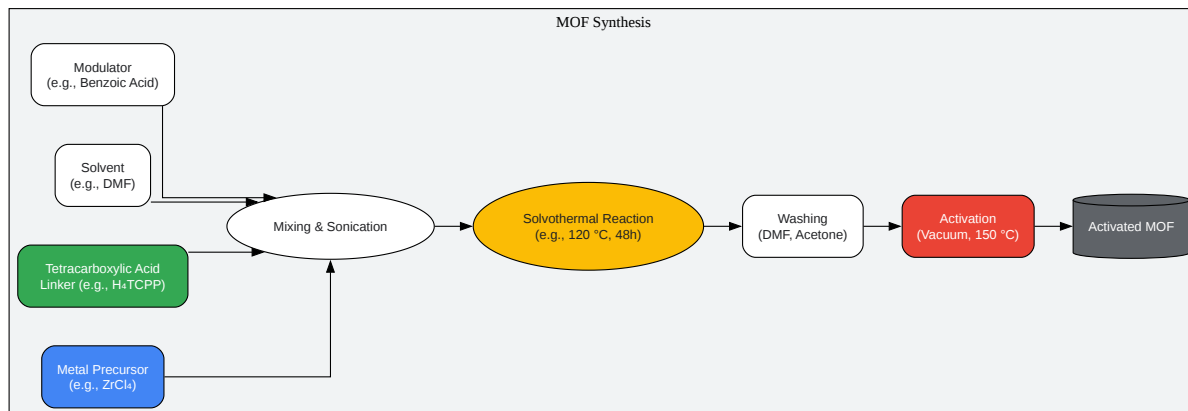 MOF Synthesis
Modulator
(e.g., Benzoic Acid)
Solvent
(e.g., DMF)
Tetracarboxylic Acid
Linker (e.g., H₄TCPP)
Metal Precursor
(e.g., ZrCl₄)
Mixing & Sonication
Solvothermal Reaction
(e.g., 120 °C, 48h)
Washing
(DMF, Acetone)
Activation
(Vacuum, 150 °C)
Activated MOF